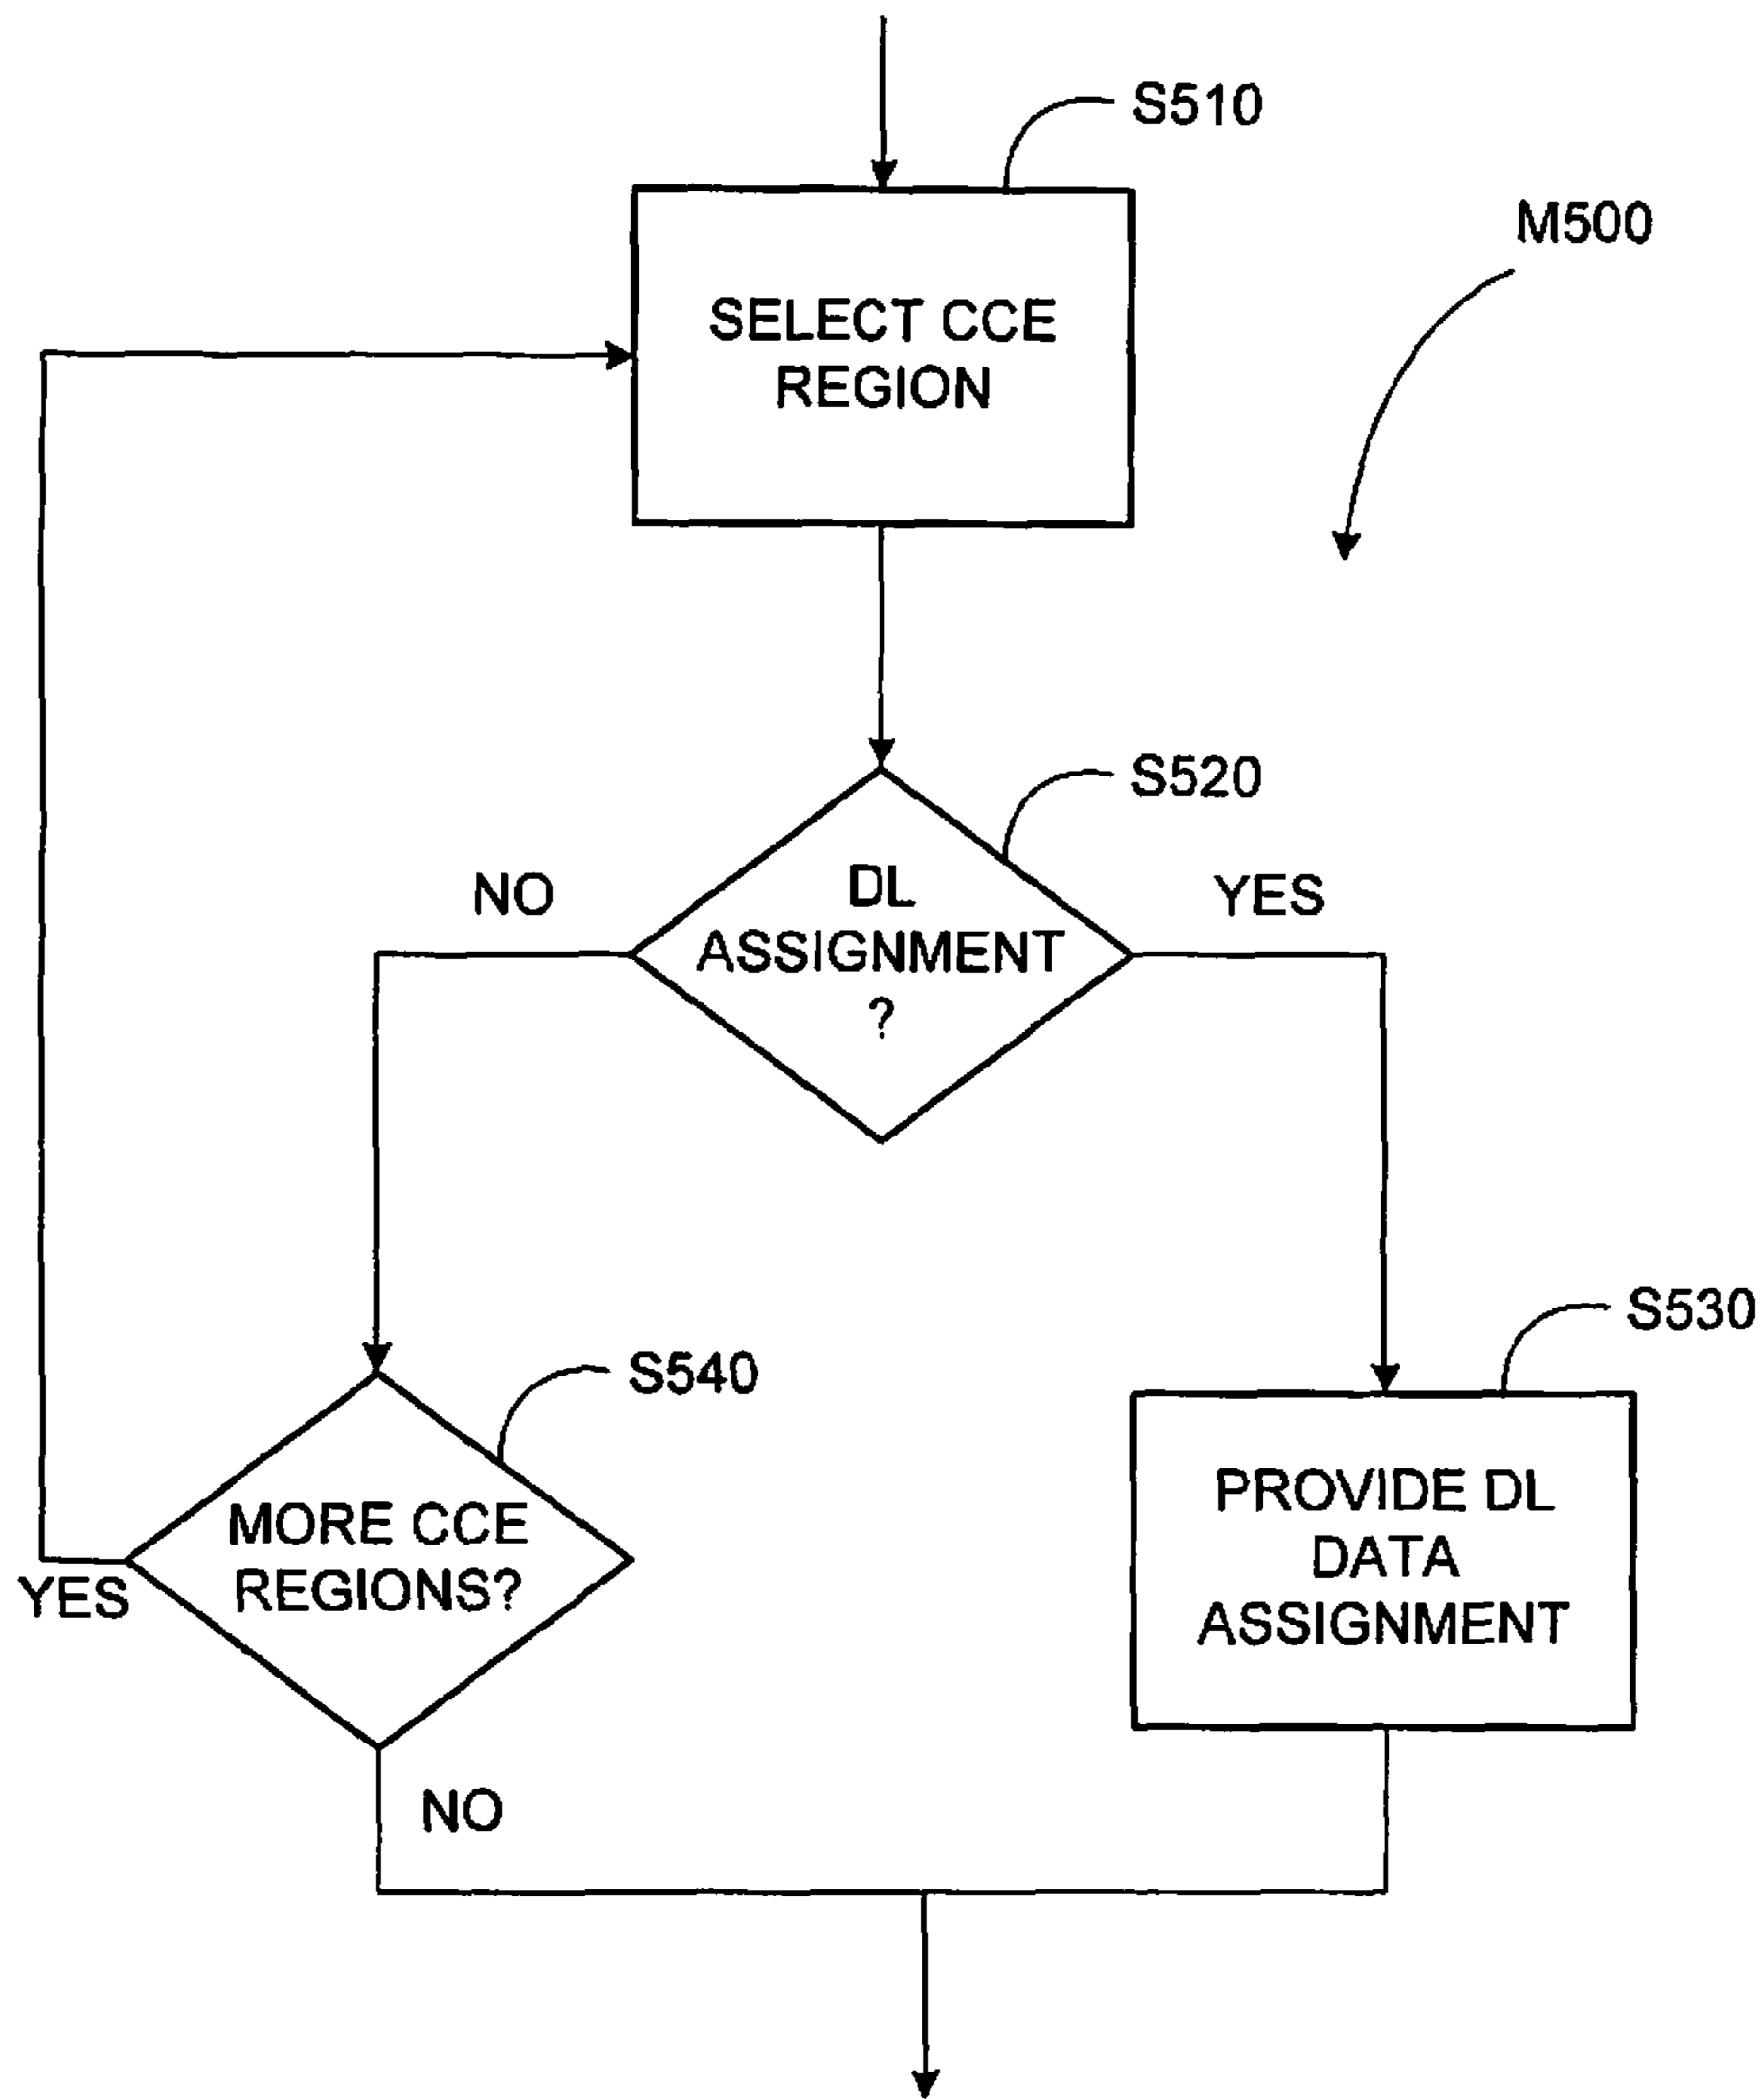 S510
M500
SELECT CCE
REGION
S520
NO
DL
YES
ASSIGNMENT
?
S530
S540
PROVIDE DL
DATA
ASSIGNMENT
MORE CCE
REGIONS?
YES
NO